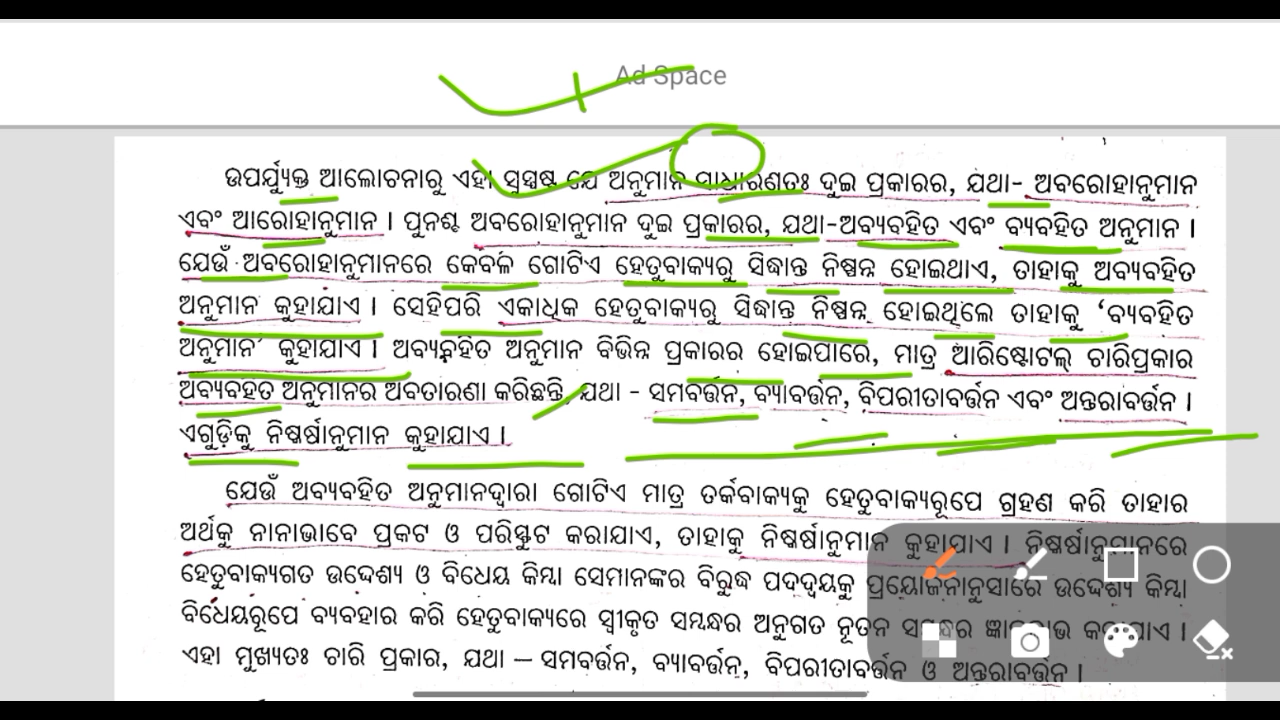 Ad Space
ଉପର୍ଯ୍ୟୁକ୍ତ ଆଲୋଚନାରୁ ଏହା ସୁସ୍ପଷ୍ଟ ଯେ ଅନୁମାନ ସାଧାରଣତଃ ଦୁଇ ପ୍ରକାରର, ଯଥା- ଅବରୋହାନୁମାନ
ଏବଂ ଆରୋହାନୁମାନ । ପୁନଶ୍ଚ ଅବରୋହାନୁମାନ ଦୁଇ ପ୍ରକାରର, ଯଥା-ଅବ୍ୟବହିତ ଏବଂ ବ୍ୟବହିତ ଅନୁମାନ ।
ଯେଉଁ ଅବରୋହାନୁମାନରେ କେବଳ ଗୋଟିଏ ହେତୁବାକ୍ୟରୁ ସିଦ୍ଧାନ୍ତ ନିଷ୍ପନ୍ନ ହୋଇଥାଏ, ତାହାକୁ ଅବ୍ୟବହିତ
ଅନୁମାନ କୁହାଯାଏ । ସେହିପରି ଏକାଧିକ ହେତୁବାକ୍ୟରୁ ସିଦ୍ଧାନ୍ତ ନିଷ୍ପନ୍ନ ହୋଇଥିଲେ ତାହାକୁ ‘ବ୍ୟବହିତ
ଅନୁମାନ’ କୁହାଯାଏ । ଅନୁମାନ ବିଭିନ୍ନ ପ୍ରକାରର ହୋଇପାରେ, ମାତ୍ର ଆରିଷ୍ଟୋଟଲ୍ ଚାରିପ୍ରକାର
ଅବ୍ୟବହିତ ଅନୁମାନର ଅବତାରଣା କରିଛନ୍ତି, ଯଥା - ସମବର୍ତ୍ତନ, ବ୍ୟାବର୍ତ୍ତନ, ବିପରୀତାବର୍ତ୍ତନ ଏବଂ ଅନ୍ତରାବର୍ତ୍ତନ ।
ଏଗୁଡ଼ିକୁ ନିଷ୍କର୍ଷାନୁମାନ କୁହାଯାଏ ।
ଯେଉଁ ଅବ୍ୟବହିତ ଅନୁମାନଦ୍ୱାରା ଗୋଟିଏ ମାତ୍ର ତର୍କବାକ୍ୟକୁ ହେତୁବାକ୍ୟରୂପେ ଗ୍ରହଣ କରି ତାହାର
ଅର୍ଥକୁ ନାନାଭାବେ ପ୍ରକଟ ଓ ପରିସ୍ଫୁଟ କରାଯାଏ, ତାହାକୁ ନିଷ୍କର୍ଷାନୁମାନ କୁହାଯାଏ । ନିଷ୍କର୍ଷାନୁମାନରେ
ହେତୁବାକ୍ୟଗତ ଉଦ୍ଦେଶ୍ୟ ଓ ବିଧେୟ କିମ୍ବା ସେମାନଙ୍କର ବିରୁଦ୍ଧ ପଦଦ୍ୱୟକୁ ପ୍ରୟୋଜନାନୁସାରେ ଉଦ୍ଦେଶ୍ୟ କିମ୍ବା
ବିଧେୟରୂପେ ବ୍ୟବହାର କରି ହେତୁବାକ୍ୟରେ ସ୍ୱୀକୃତ ସମ୍ବନ୍ଧର ଅନୁଗତ ନୂତନ
ଏହା ମୁଖ୍ୟତଃ ଚାରି ପ୍ରକାର, ଯଥା – ସମବର୍ତ୍ତନ, ବ୍ୟାବର୍ତ୍ତନ, ବିପରୀତାବର୍ତ୍ତନ ଓ ଅନ୍ତରାବର୍ତ୍ତନ ।